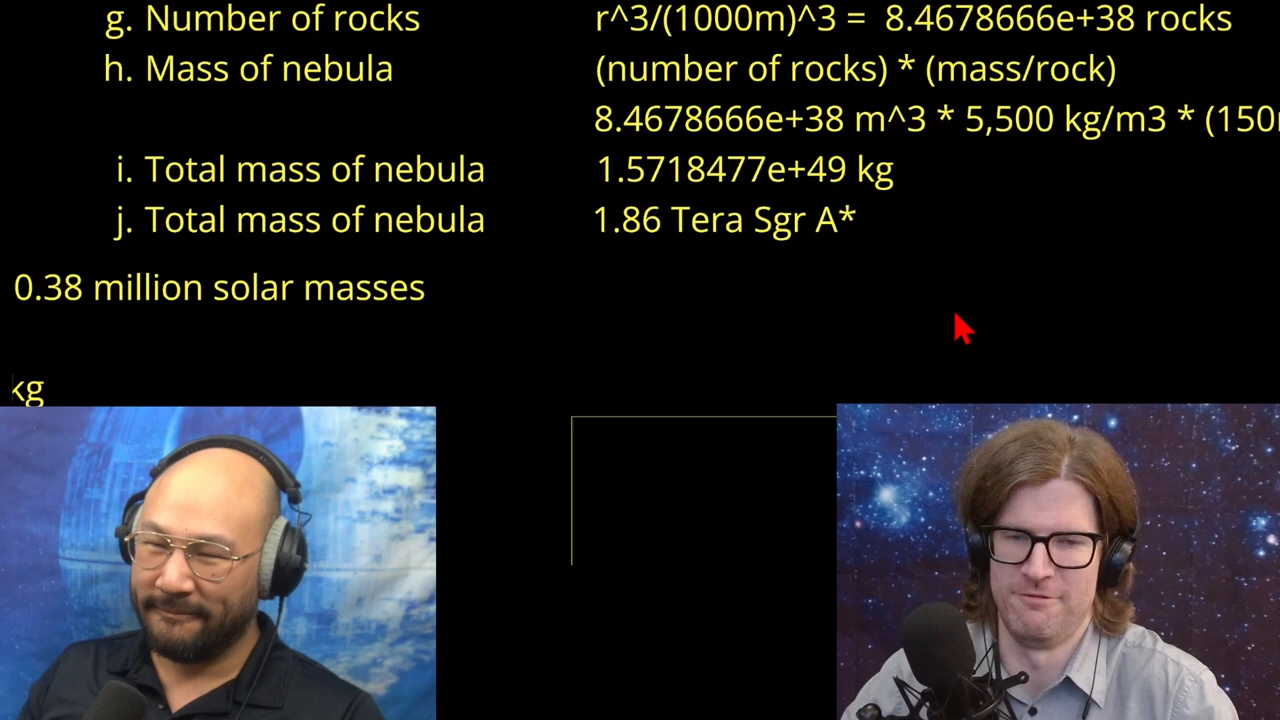 g. Number of rocks r^3/(1000m)^3 = 8.4678666e+38 rocks
h. Mass of nebula (number of rocks) * (mass/rock)
8.4678666e+38 m^3 * 5,500 kg/m3 * (150
i. Total mass of nebula 1.5718477e+49 kg
j. Total mass of nebula 1.86 Tera Sgr A*
0.38 million solar masses
kg